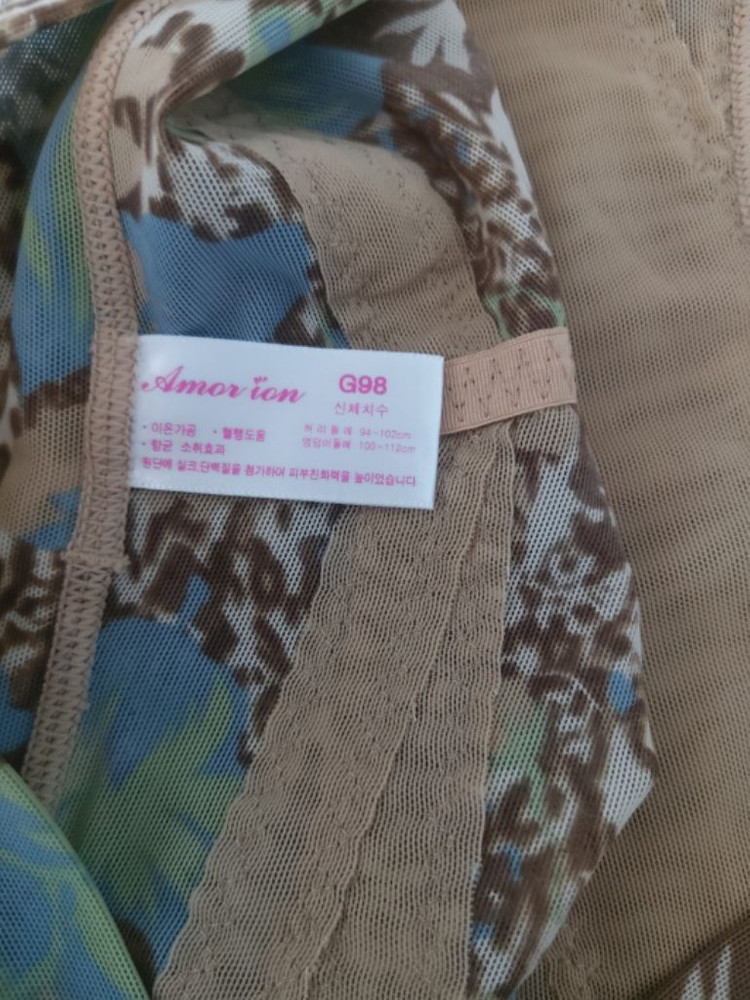 Amor ion
G98
신체치수
• 이온가공 • 혈행도움
• 항균 소취효과
허리둘레 94~102cm
엉덩이둘레 100~112cm
원단에 실크,단백질을 첨가하여 피부친화력을 높이었습니다.